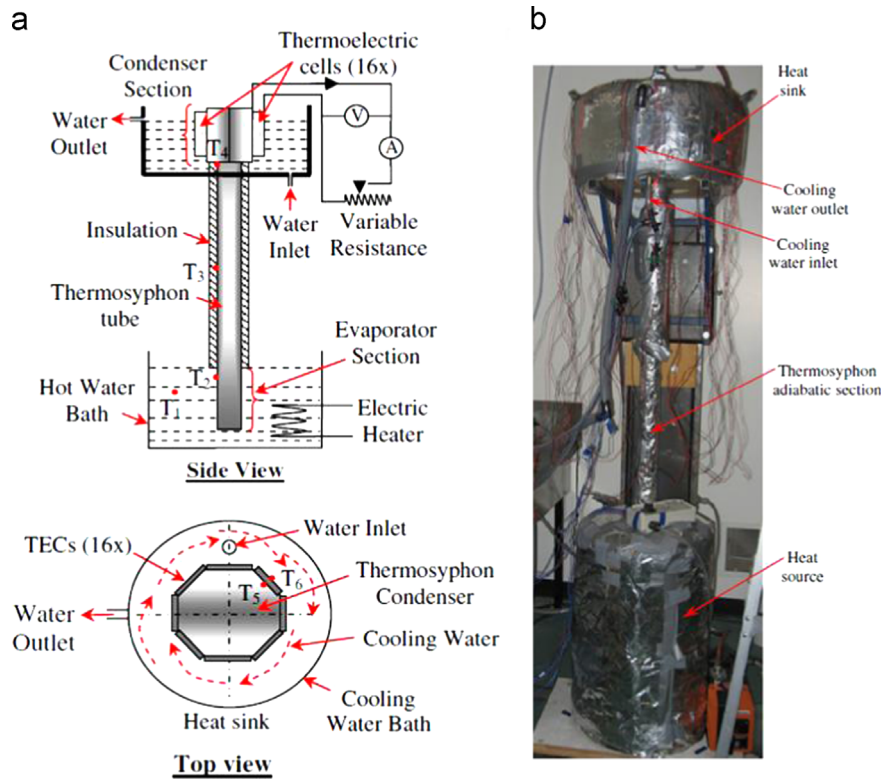 a
Thermoelectric
cells (16x)
Condenser
Section
Water
Outlet
V
A
T4
Water
Inlet
Variable
Resistance
Insulation
T3
Thermosyphon
tube
Evaporator
Section
Hot Water
Bath
T2
T1
Electric
Heater
Side View
TECs (16x)
Water Inlet
T6
T5
Thermosyphon
Condenser
Water
Outlet
Cooling Water
Cooling
Water Bath
Heat sink
Top view
b
Heat
sink
Cooling
water outlet
Cooling
water inlet
Thermosyphon
adiabatic section
Heat
source